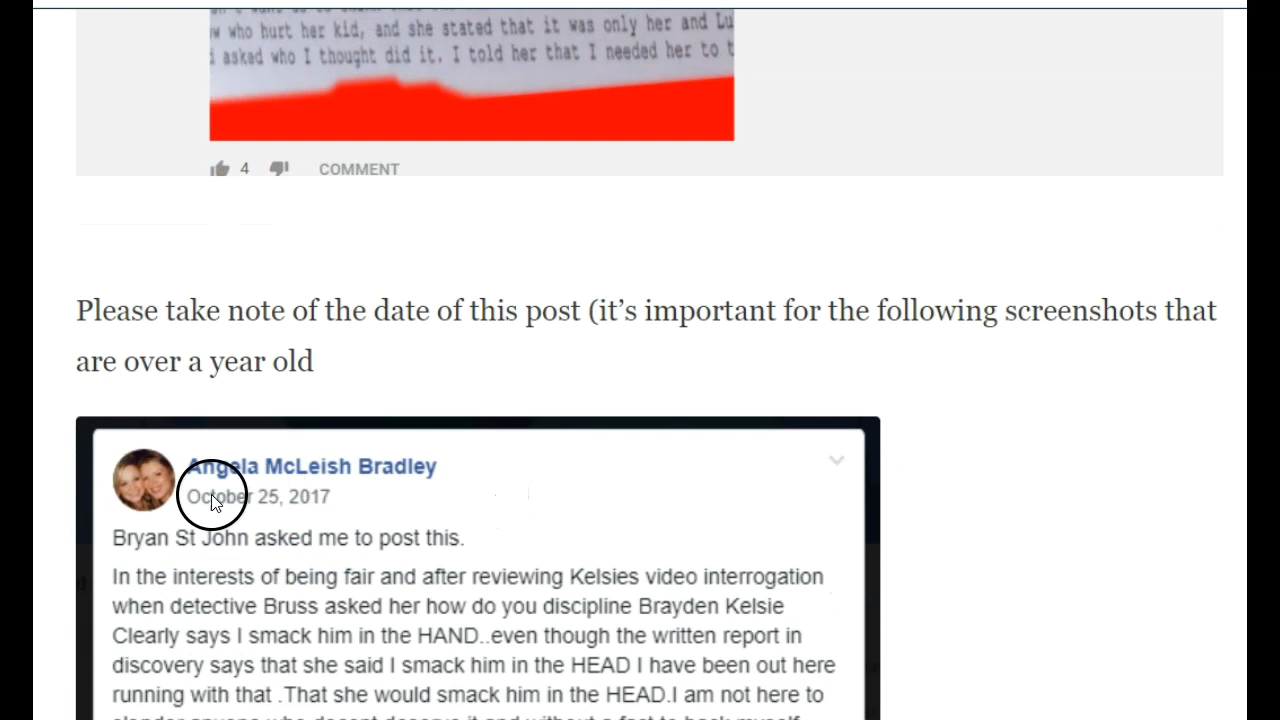 who hurt her kid, and she stated that it was only her and Lu
asked who I thought did it. I told her that I needed her to t
4 COMMENT
Please take note of the date of this post (it’s important for the following screenshots that
are over a year old
Angela McLeish Bradley
October 25, 2017
Bryan St John asked me to post this.
In the interests of being fair and after reviewing Kelsies video interrogation
when detective Bruss asked her how do you discipline Brayden Kelsie
Clearly says I smack him in the HAND..even though the written report in
discovery says that she said I smack him in the HEAD I have been out here
running with that .That she would smack him in the HEAD.I am not here to